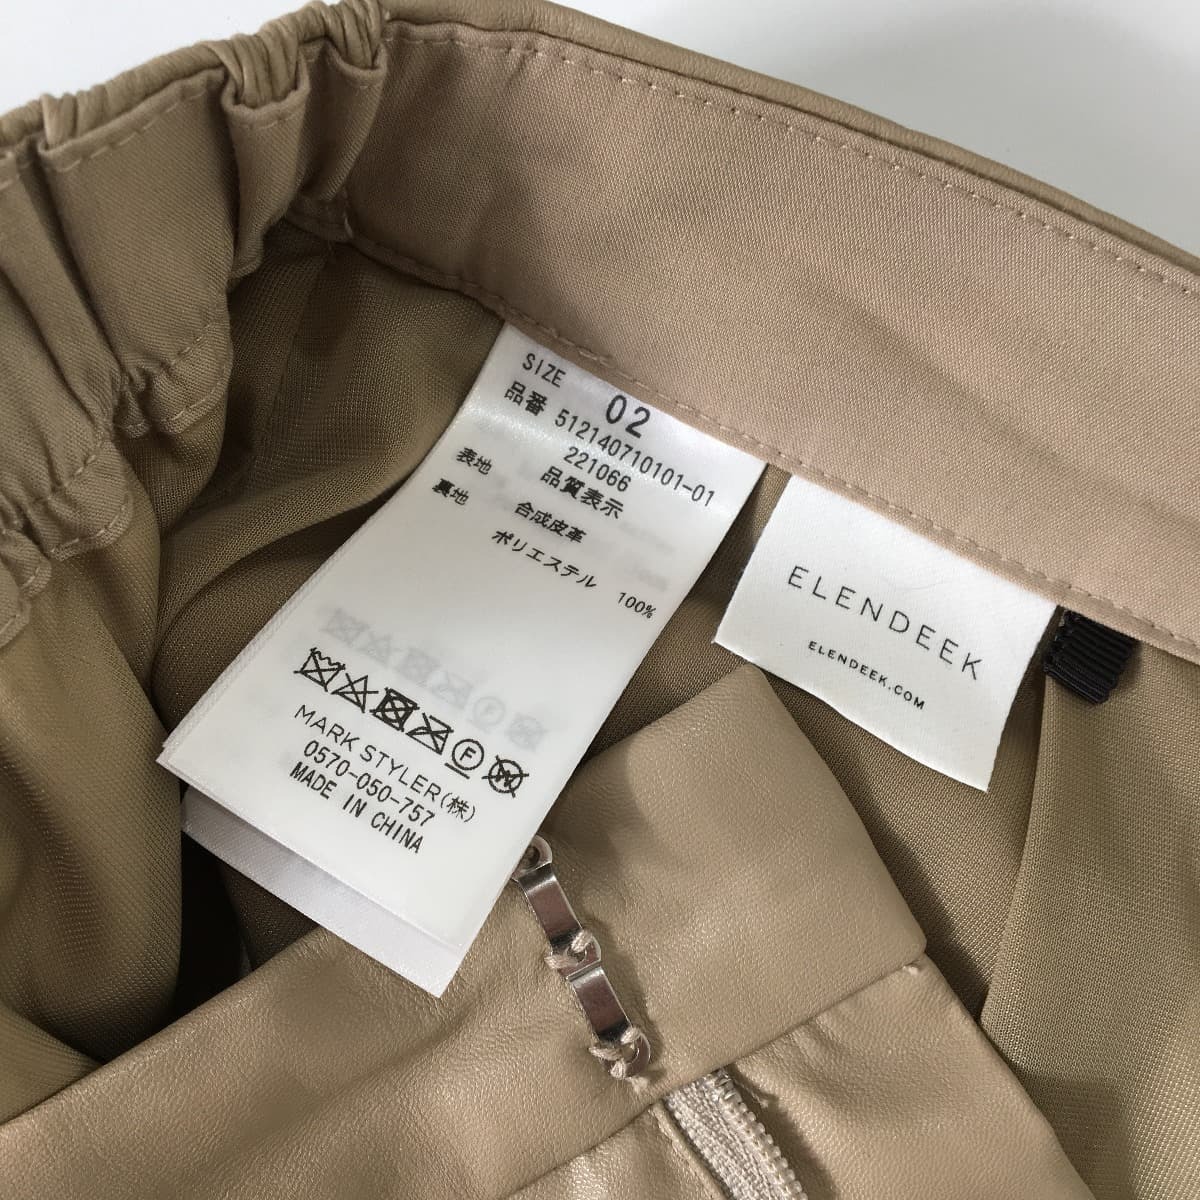 SIZE 02
品番 512140710101-01
221066
品質表示
表地 合成皮革
裏地 ポリエステル 100%
MARK STYLER(株)
0570-050-757
MADE IN CHINA
ELENDEEK
ELENDEEK.COM